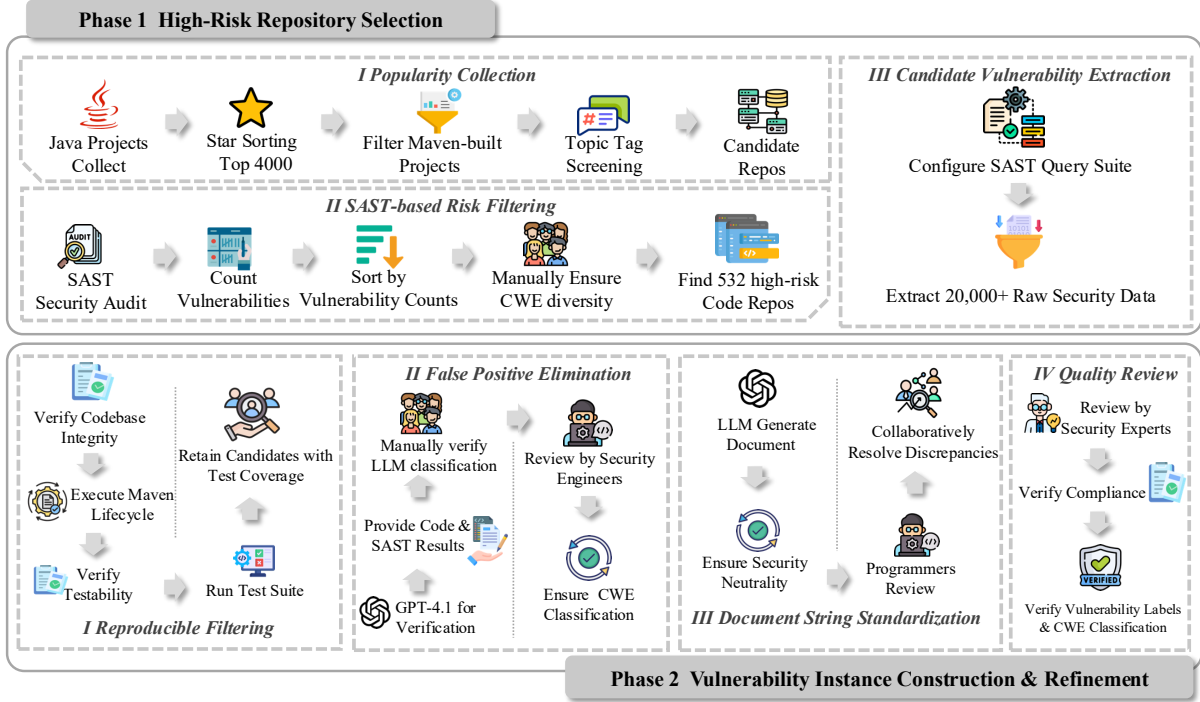 Phase 1 High-Risk Repository Selection
I Popularity Collection
Java Projects
Collect
Star Sorting
Top 4000
Filter Maven-built
Projects
Topic Tag
Screening
Candidate
Repos
II SAST-based Risk Filtering
AUDIT
SAST
Security Audit
Count
Vulnerabilities
Sort by
Vulnerability Counts
Manually Ensure
CWE diversity
Find 532 high-risk
Code Repos
III Candidate Vulnerability Extraction
Configure SAST Query Suite
10101
Extract 20,000+ Raw Security Data
Verify Codebase
Integrity
Execute Maven
Lifecycle
Verify
Testability
Run Test Suite
Retain Candidates with
Test Coverage
I Reproducible Filtering
II False Positive Elimination
Manually verify
LLM classification
Provide Code &
SAST Results
GPT-4.1 for
Verification
Review by Security
Engineers
Ensure CWE
Classification
LLM Generate
Document
Ensure Security
Neutrality
Collaboratively
Resolve Discrepancies
Programmers
Review
III Document String Standardization
IV Quality Review
Review by
Security Experts
Verify Compliance
VERIFIED
Verify Vulnerability Labels
& CWE Classification
Phase 2 Vulnerability Instance Construction & Refinement